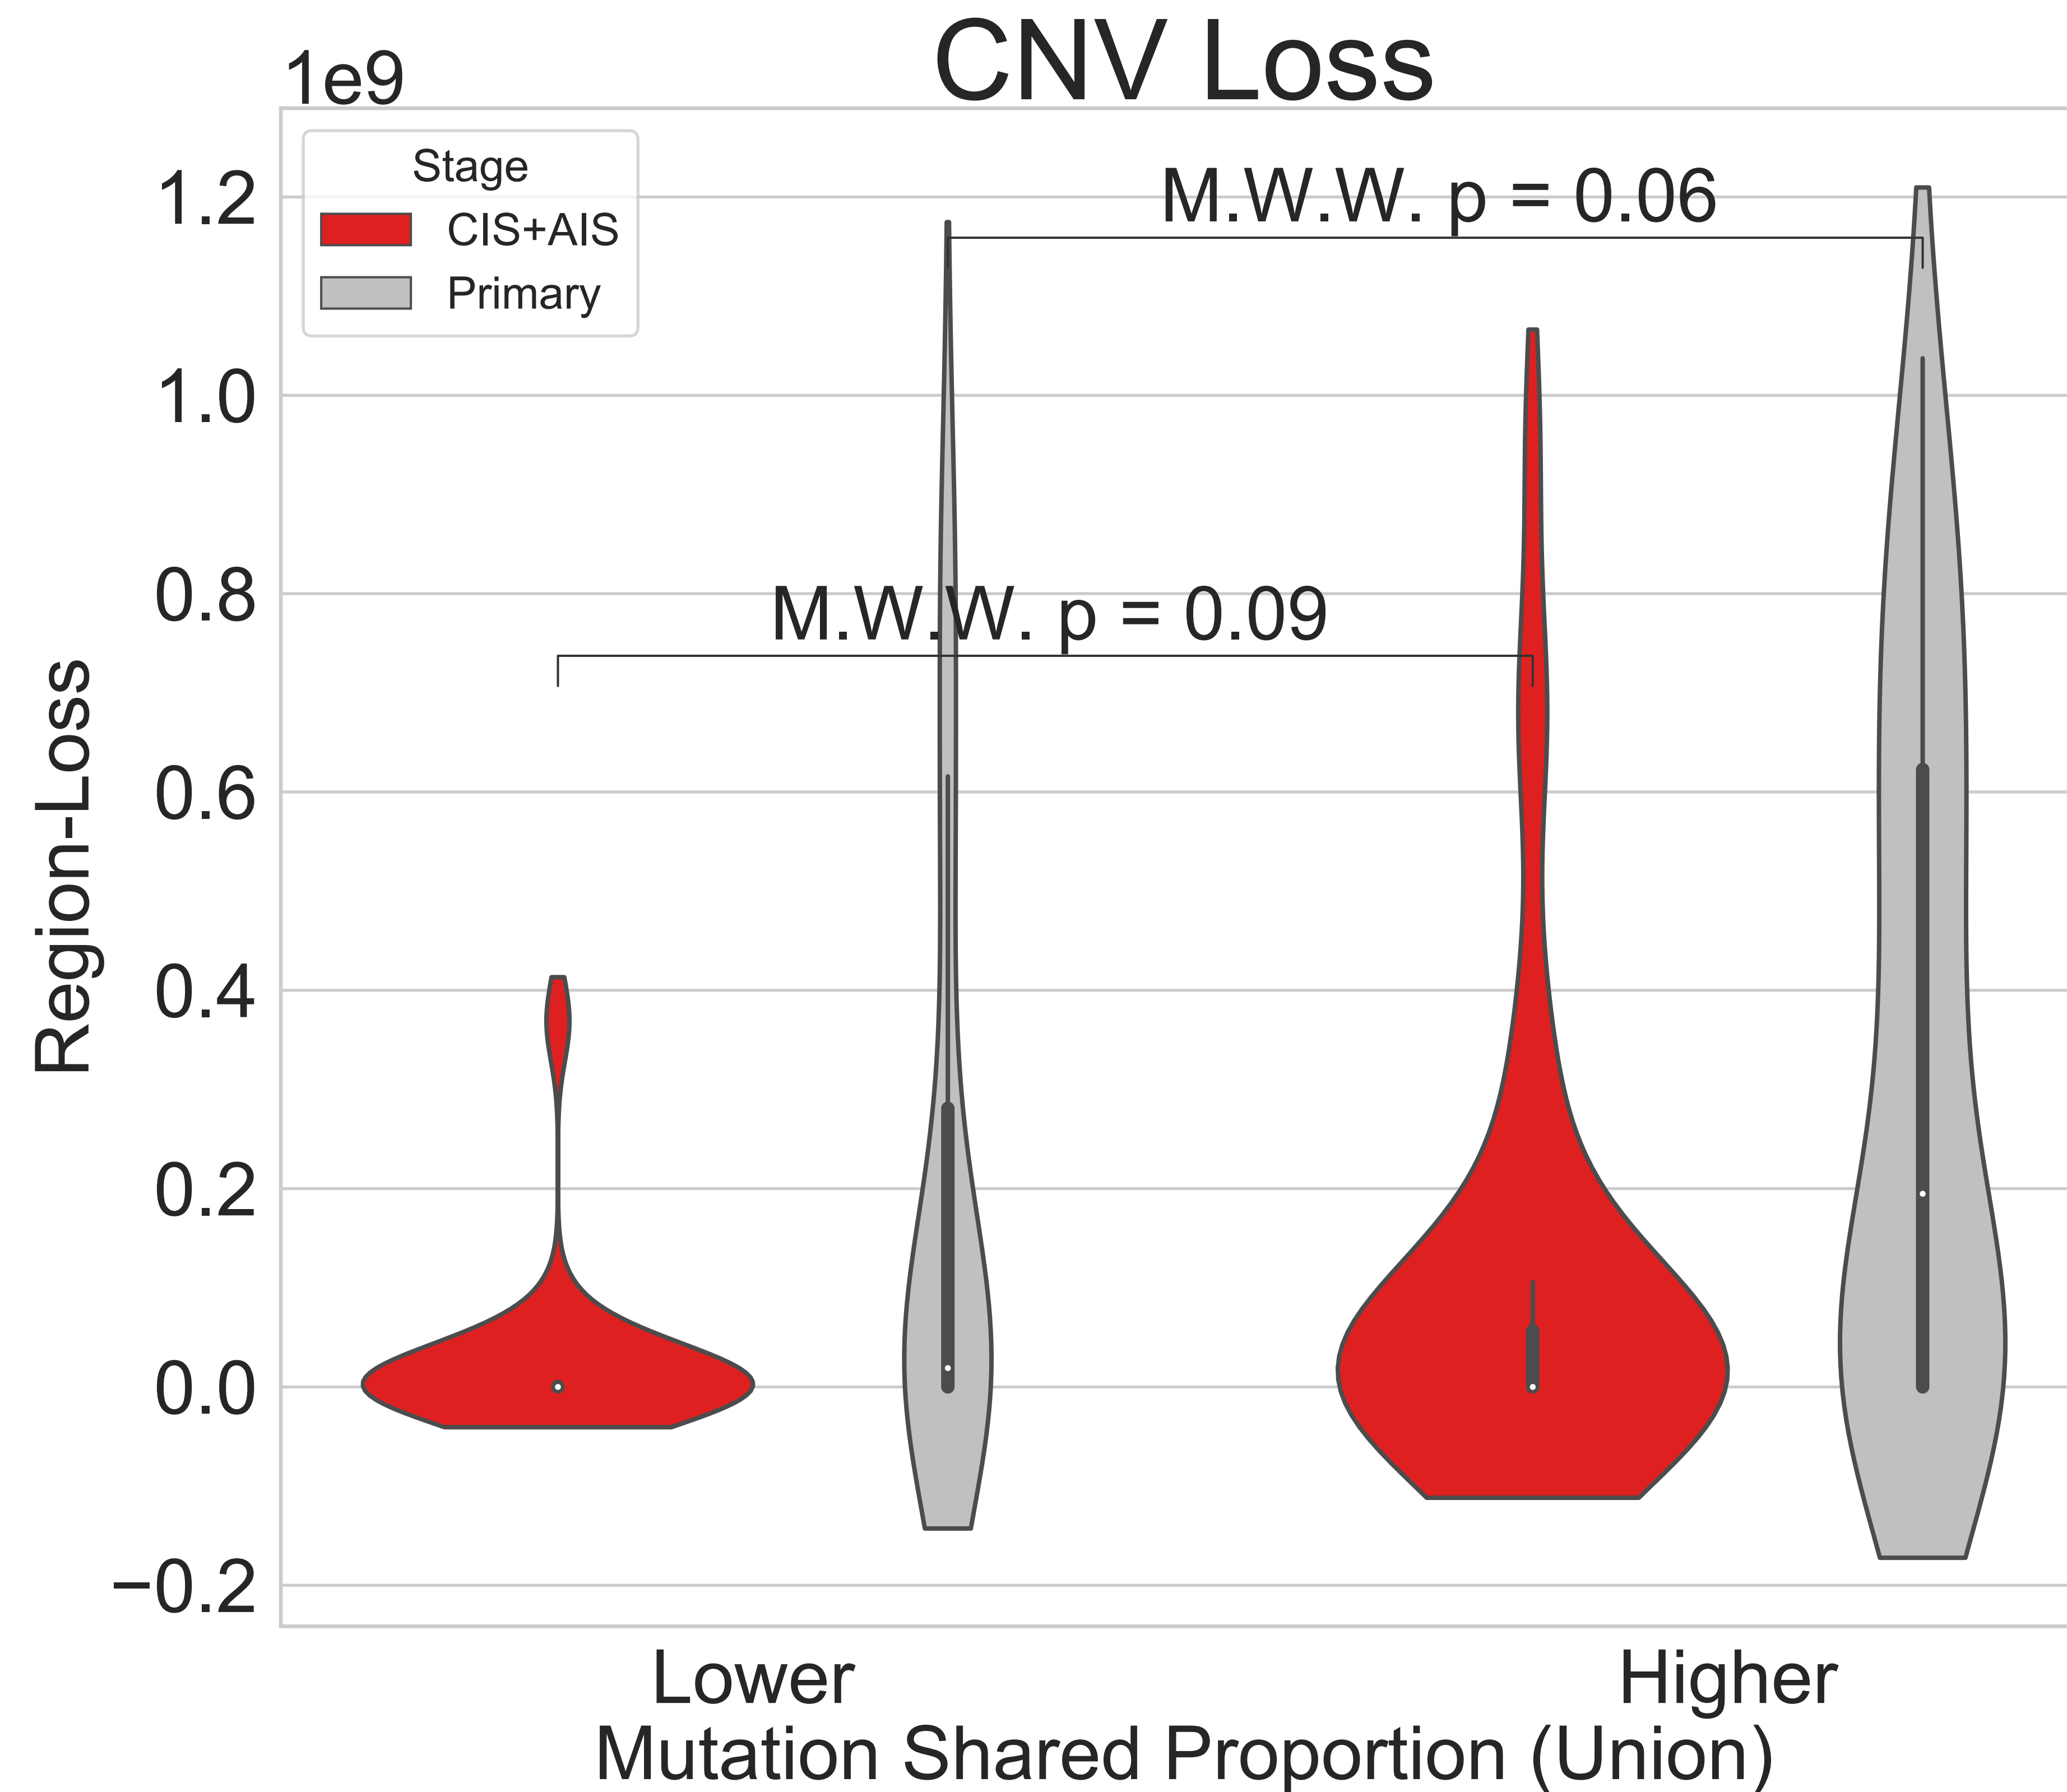 CNV Loss
1e9
Stage
CIS+AIS
Primary
M.W.W. p = 0.06
M.W.W. p = 0.09
Region-Loss
1.2
1.0
0.8
0.6
0.4
0.2
0.0
−0.2
Lower
Higher
Mutation Shared Proportion (Union)